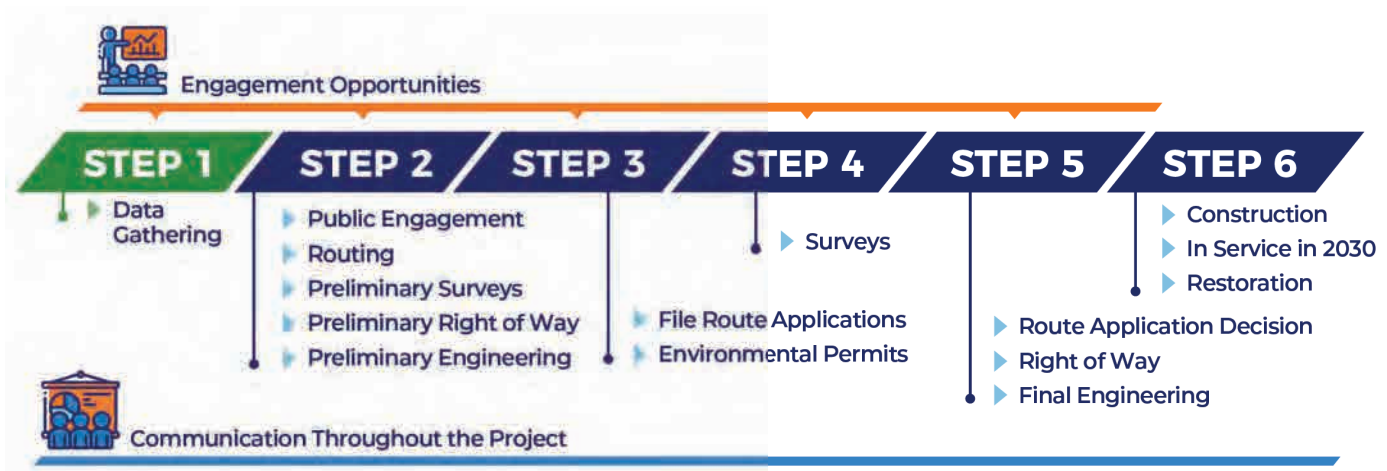 Engagement Opportunities
STEP 1
Data
Gathering
STEP 2
Public Engagement
Routing
Preliminary Surveys
Preliminary Right of Way
Preliminary Engineering
STEP 3
File Route Applications
Environmental Permits
STEP 4
Surveys
STEP 5
Route Application Decision
Right of Way
Final Engineering
STEP 6
Construction
In Service in 2030
Restoration
Communication Throughout the Project